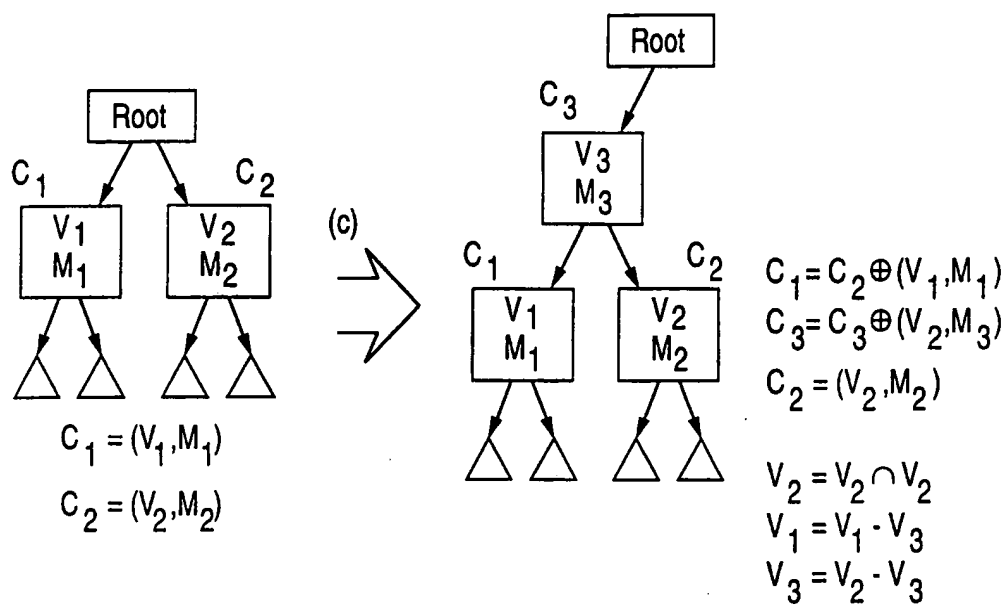 Root
C1 C2
V1
M1
V2
M2
C1 = (V1,M1)
C2 = (V2,M2)
(c)
Root
C3
V3
M3
C1 C2
V1
M1
V2
M2
C1 = C2 ⊕ (V1,M1)
C3 = C3 ⊕ (V2,M3)
C2 = (V2,M2)
V2 = V2 ∩ V2
V1 = V1 - V3
V3 = V2 - V3